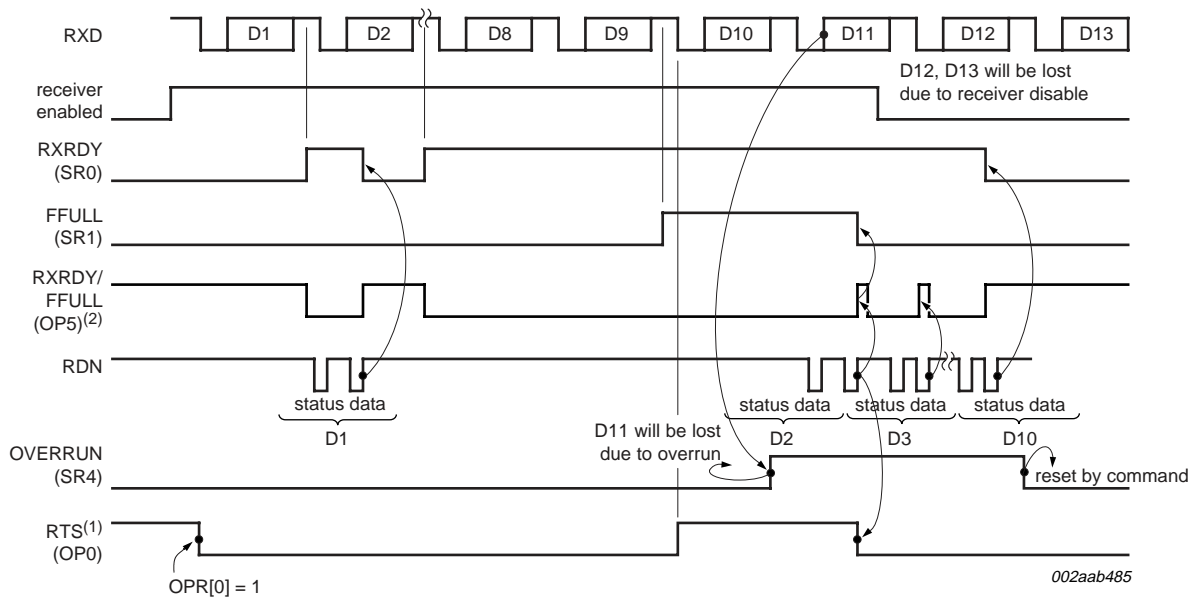 RXD
D1
D2
D8
D9
D10
D11
D12
D13
D12, D13 will be lost
due to receiver disable
receiver
enabled
RXRDY
(SR0)
FFULL
(SR1)
RXRDY/
FFULL
(OP5)(2)
RDN
status data
D1
status data
D2
status data
D3
status data
D10
D11 will be lost
due to overrun
OVERRUN
(SR4)
reset by command
RTS(1)
(OP0)
OPR[0] = 1
002aab485